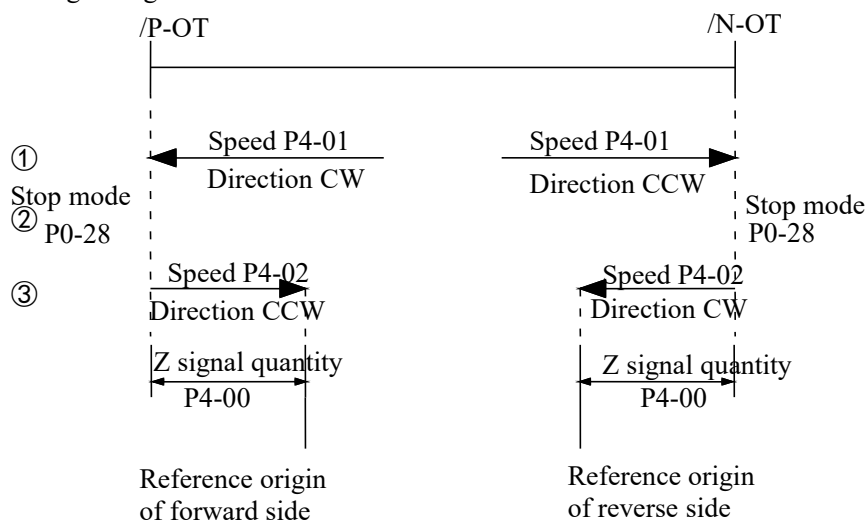 /P-OT
/N-OT
①
Speed P4-01
Direction CW
Speed P4-01
Direction CCW
Stop mode
② P0-28
Stop mode
P0-28
③
Speed P4-02
Direction CCW
Speed P4-02
Direction CW
Z signal quantity
P4-00
Z signal quantity
P4-00
Reference origin
of forward side
Reference origin
of reverse side